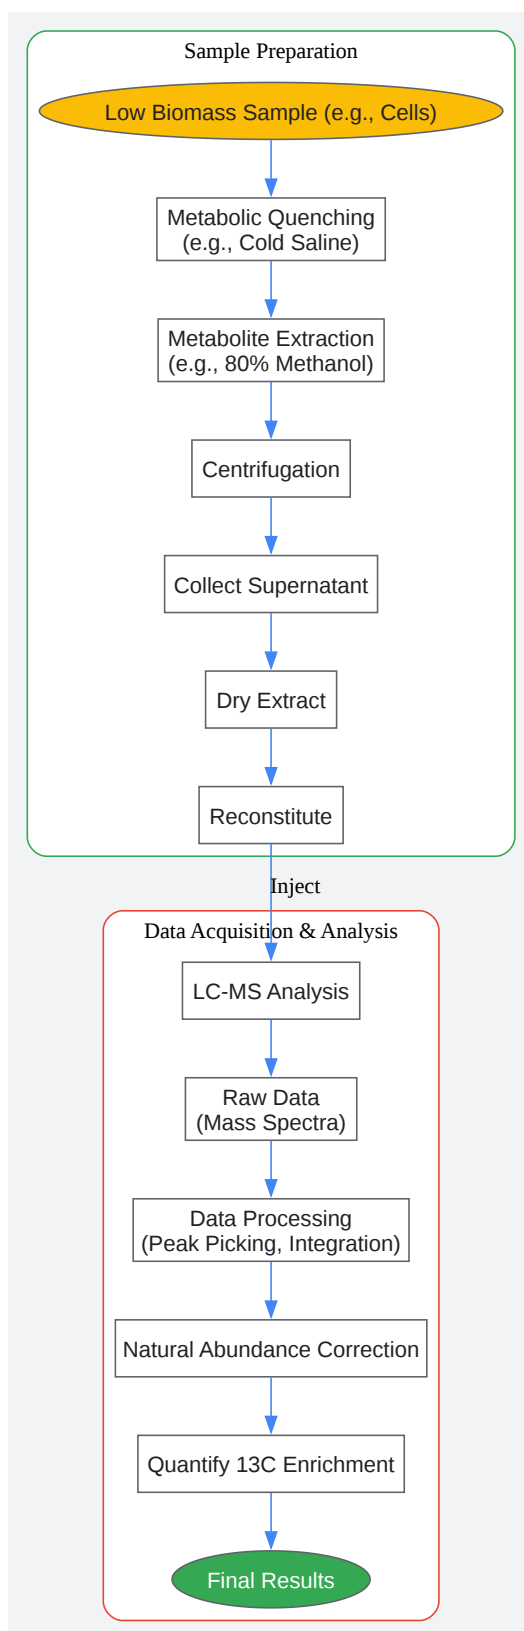 Sample Preparation
Low Biomass Sample (e.g., Cells)
Metabolic Quenching
(e.g., Cold Saline)
Metabolite Extraction
(e.g., 80% Methanol)
Centrifugation
Collect Supernatant
Dry Extract
Reconstitute
Inject
Data Acquisition & Analysis
LC-MS Analysis
Raw Data
(Mass Spectra)
Data Processing
(Peak Picking, Integration)
Natural Abundance Correction
Quantify 13C Enrichment
Final Results